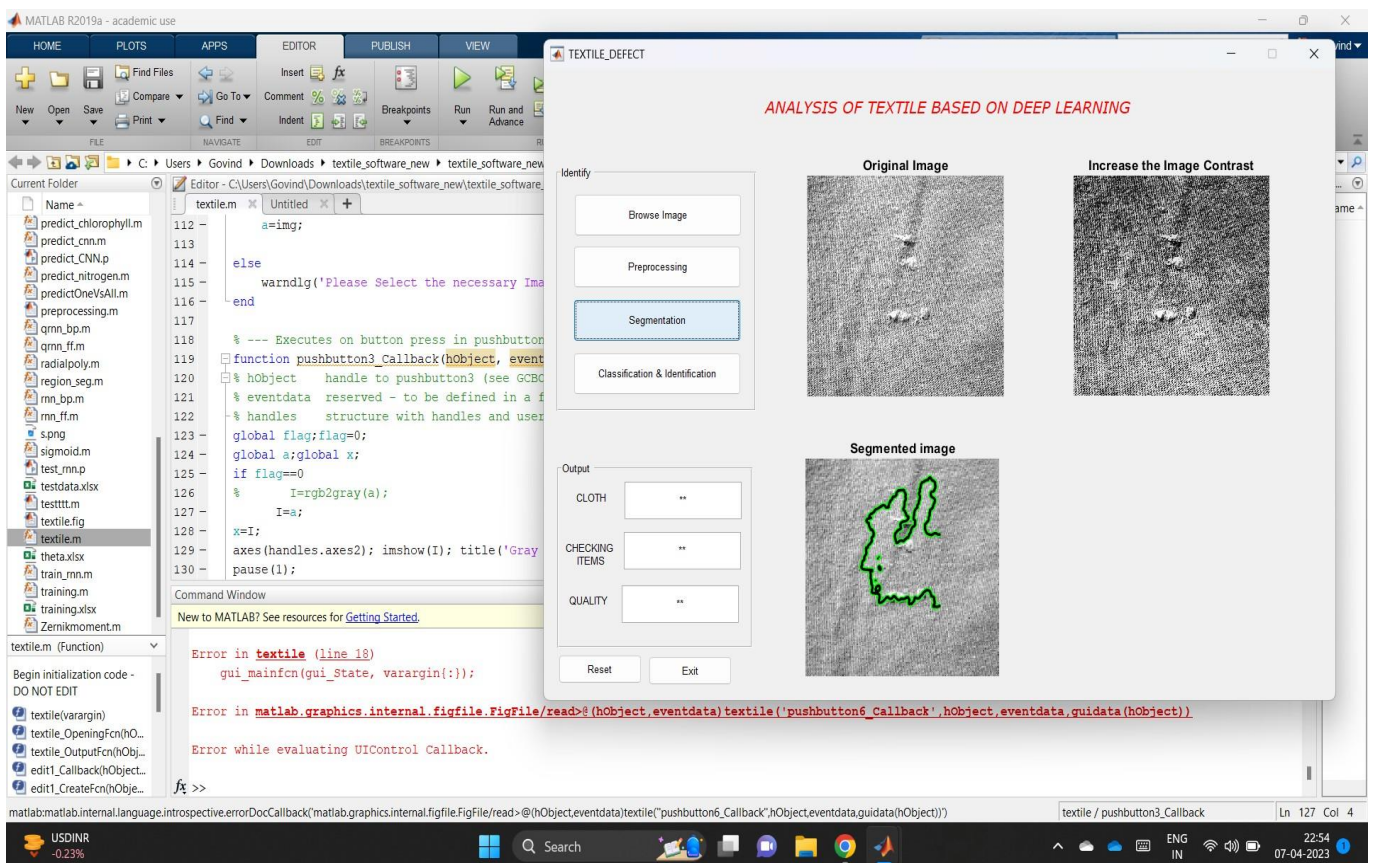 MATLAB R2019a - academic use
HOME PLOTS APPS EDITOR PUBLISH VIEW
New Open Save Find Files Compare Print
Go To Find
Insert fx Comment Indent
Breakpoints Run Run and Advance
FILE NAVIGATE EDIT BREAKPOINTS
C: Users Govind Downloads textile_software_new textile_software_new
Current Folder
Name
predict_chlorophyll.m
predict_cnn.m
predict_CNN.p
predict_nitrogen.m
predictOneVsAll.m
preprocessing.m
qrnn_bp.m
qrnn_ff.m
radialpoly.m
region_seg.m
rnn_bp.m
rnn_ff.m
s.png
sigmoid.m
test_rnn.p
testdata.xlsx
testttt.m
textile.fig
textile.m
theta.xlsx
train_rnn.m
training.m
training.xlsx
Zernikmoment.m
textile.m (Function)
Begin initialization code -
DO NOT EDIT
textile(varargin)
textile_OpeningFcn(hO...
textile_OutputFcn(hObj...
edit1_Callback(hObject...
edit1_CreateFcn(hObje...
Editor - C:\Users\Govind\Downloads\textile_software_new\textile_software_
textile.m Untitled
112 - a=img;
113
114 - else
115 - warndlg('Please Select the necessary Ima
116 - end
117
118 % --- Executes on button press in pushbutton
119 function pushbutton3_Callback(hObject, event
120 % hObject handle to pushbutton3 (see GCBO
121 % eventdata reserved - to be defined in a f
122 % handles structure with handles and user
123 - global flag;flag=0;
124 - global a;global x;
125 - if flag==0
126 % I=rgb2gray(a);
127 - I=a;
128 - x=I;
129 - axes(handles.axes2); imshow(I); title('Gray
130 - pause(1);
Command Window
New to MATLAB? See resources for Getting Started.
Error in textile (line 18)
gui_mainfcn(gui_State, varargin{:});
Error in matlab.graphics.internal.figfile.FigFile/read>@(hObject,eventdata)textile('pushbutton6_Callback',hObject,eventdata,guidata(hObject))
Error while evaluating UIControl Callback.
fx >>
TEXTILE_DEFECT
ANALYSIS OF TEXTILE BASED ON DEEP LEARNING
Identify
Browse Image
Preprocessing
Segmentation
Classification & Identification
Original Image
Increase the Image Contrast
Segmented image
Output
CLOTH **
CHECKING
ITEMS **
QUALITY **
Reset Exit
vind
ame
matlab:matlab.internal.language.introspective.errorDocCallback('matlab.graphics.internal.figfile.FigFile/read>@(hObject,eventdata)textile("pushbutton6_Callback",hObject,eventdata,guidata(hObject))')
textile / pushbutton3_Callback Ln 127 Col 4
USDINR
-0.23%
Search
ENG
IN
22:54
07-04-2023
1